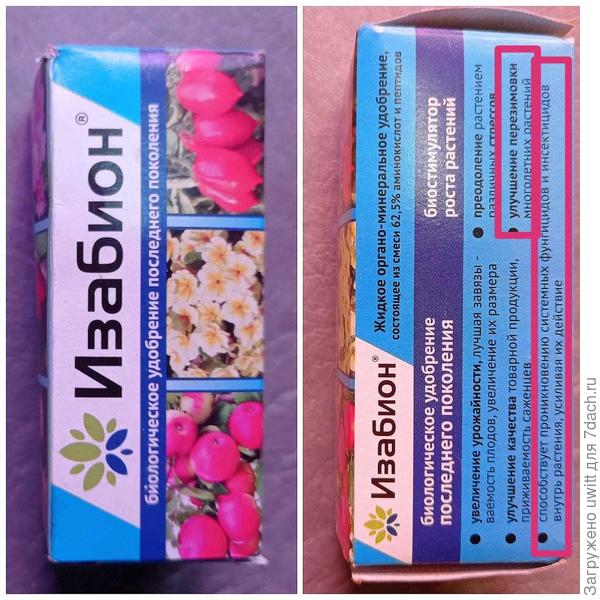 Изабион®
биологическое удобрение последнего поколения
Изабион®
Жидкое органо-минеральное удобрение,
состоящее из смеси 62,5% аминокислот и пептидов
биологическое удобрение
последнего поколения
биостимулятор
роста растений
● увеличение урожайности, лучшая завязы-
ваемость плодов, увеличение их размера
● улучшение качества товарной продукции,
приживаемость саженцев
● преодоление растением
различных стрессов
● улучшение перезимовки
многолетних растений
● способствует проникновению системных фунгицидов и инсектицидов
внутрь растения, усиливая их действие
Загружено uwitt для 7dach.ru